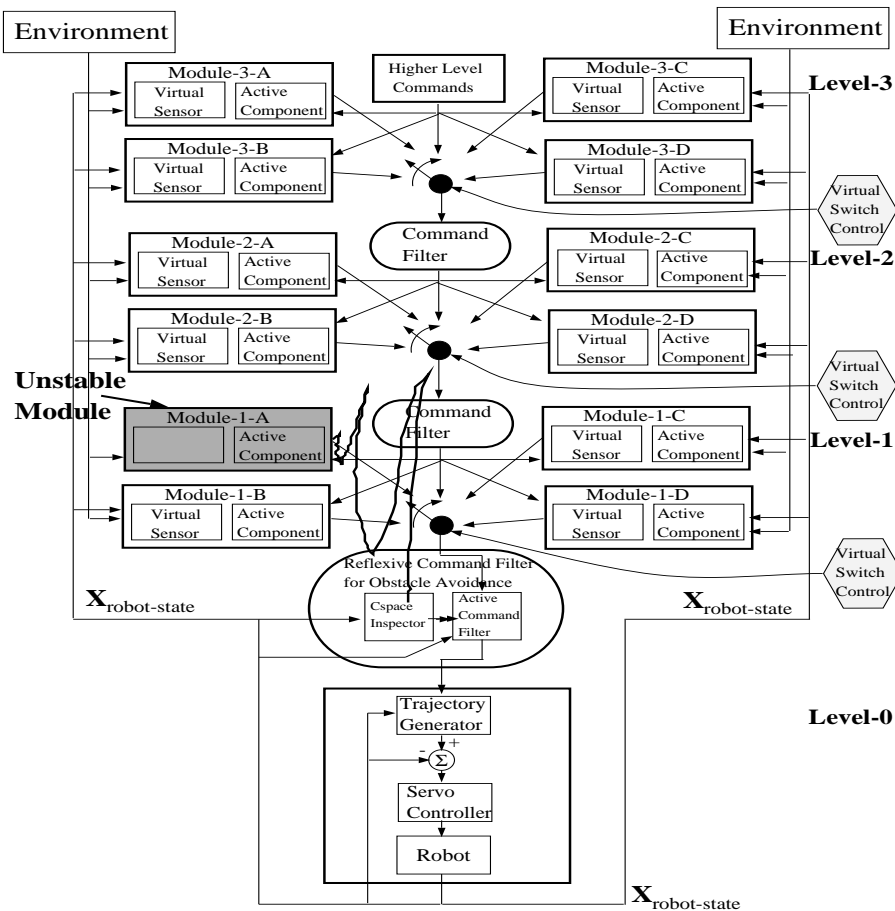 Environment
Environment
Module-3-A
Virtual
Sensor
Active
Component
Higher Level
Commands
Module-3-C
Virtual
Sensor
Active
Component
Level-3
Module-3-B
Virtual
Sensor
Active
Component
Module-3-D
Virtual
Sensor
Active
Component
Virtual
Switch
Control
Command
Filter
Module-2-A
Virtual
Sensor
Active
Component
Module-2-C
Virtual
Sensor
Active
Component
Level-2
Module-2-B
Virtual
Sensor
Active
Component
Module-2-D
Virtual
Sensor
Active
Component
Virtual
Switch
Control
Unstable
Module
Command
Filter
Module-1-A
Active
Component
Module-1-C
Virtual
Sensor
Active
Component
Level-1
Module-1-B
Virtual
Sensor
Active
Component
Module-1-D
Virtual
Sensor
Active
Component
Virtual
Switch
Control
Reflexive Command Filter
for Obstacle Avoidance
Cspace
Inspector
Active
Command
Filter
X robot-state
X robot-state
Trajectory
Generator
Level-0
+
-
Σ
Servo
Controller
Robot
X robot-state